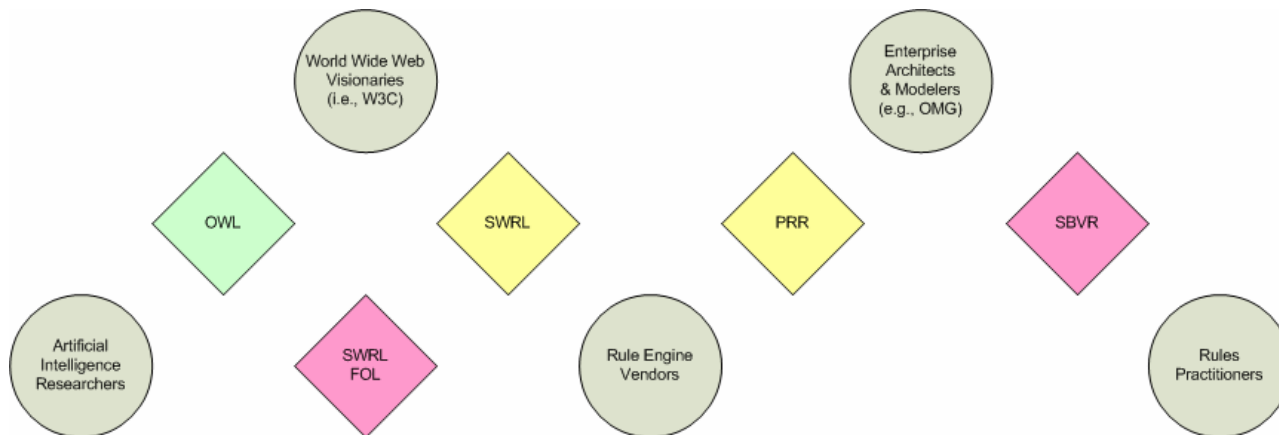 World Wide Web
Visionaries
(i.e., W3C)
Enterprise
Architects
& Modelers
(e.g., OMG)
OWL
SWRL
PRR
SBVR
Artificial
Intelligence
Researchers
SWRL
FOL
Rule Engine
Vendors
Rules
Practitioners